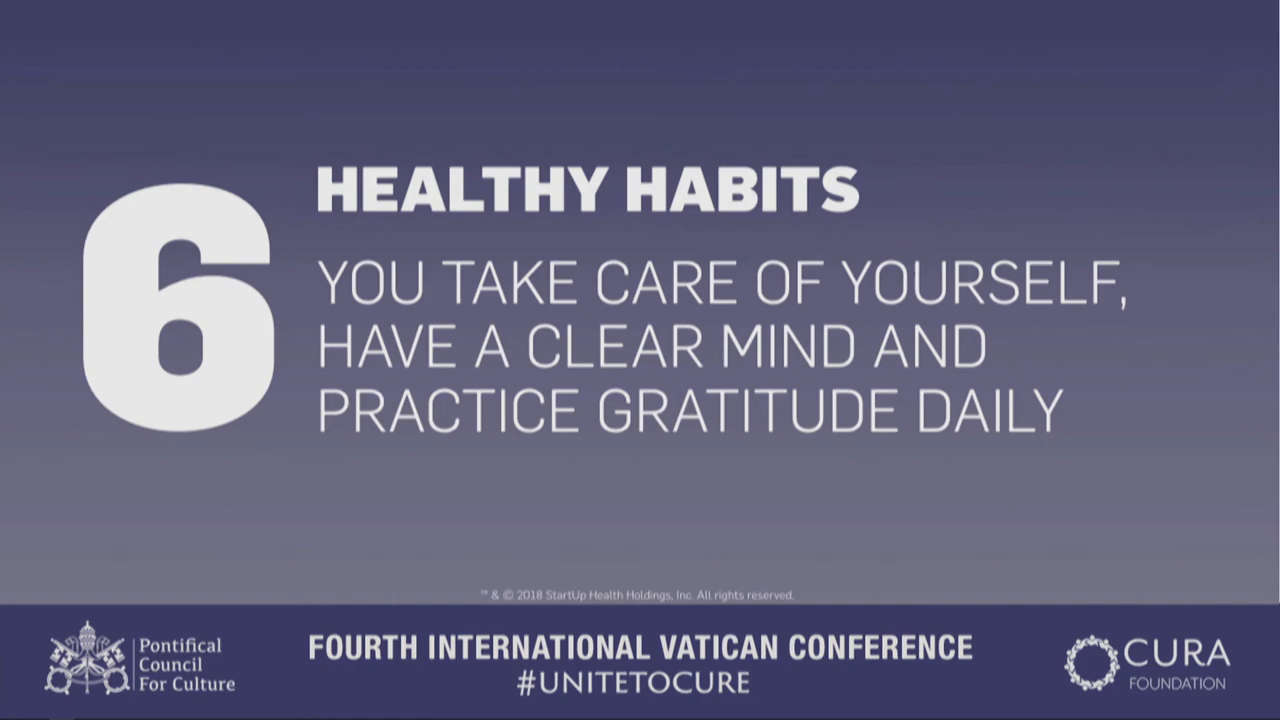 6
HEALTHY HABITS
YOU TAKE CARE OF YOURSELF,
HAVE A CLEAR MIND AND
PRACTICE GRATITUDE DAILY
™ & © 2018 StartUp Health Holdings, Inc. All rights reserved.
Pontifical
Council
For Culture
FOURTH INTERNATIONAL VATICAN CONFERENCE
#UNITETOCURE
CURA
FOUNDATION